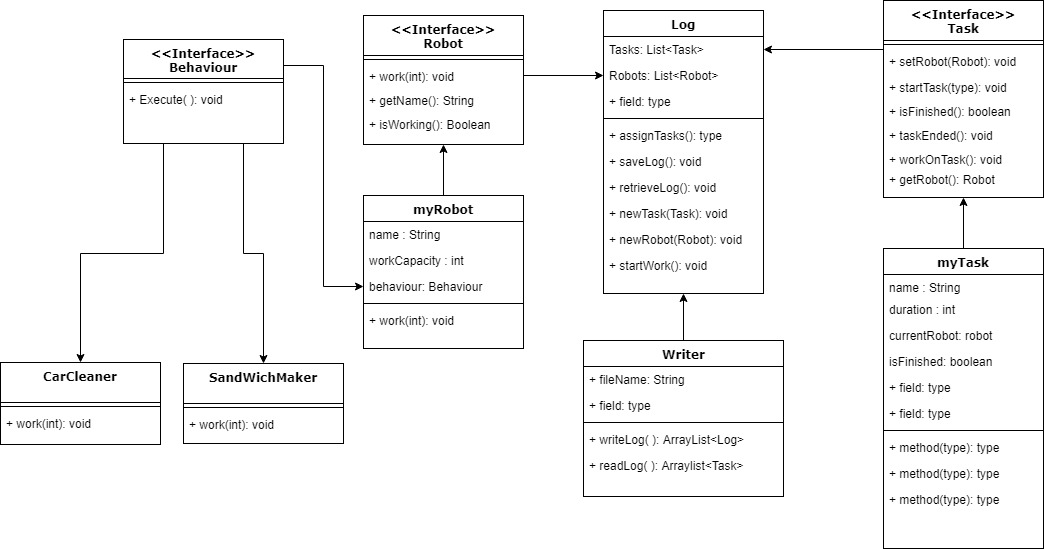 <<Interface>>
Behaviour
+ Execute( ): void
<<Interface>>
Robot
+ work(int): void
+ getName(): String
+ isWorking(): Boolean
Log
Tasks: List<Task>
Robots: List<Robot>
+ field: type
+ assignTasks(): type
+ saveLog(): void
+ retrieveLog(): void
+ newTask(Task): void
+ newRobot(Robot): void
+ startWork(): void
<<Interface>>
Task
+ setRobot(Robot): void
+ startTask(type): void
+ isFinished(): boolean
+ taskEnded(): void
+ workOnTask(): void
+ getRobot(): Robot
myRobot
name : String
workCapacity : int
behaviour: Behaviour
+ work(int): void
myTask
name : String
duration : int
currentRobot: robot
isFinished: boolean
+ field: type
+ field: type
+ method(type): type
+ method(type): type
+ method(type): type
CarCleaner
+ work(int): void
SandWichMaker
+ work(int): void
Writer
+ fileName: String
+ field: type
+ writeLog( ): ArrayList<Log>
+ readLog( ): Arraylist<Task>